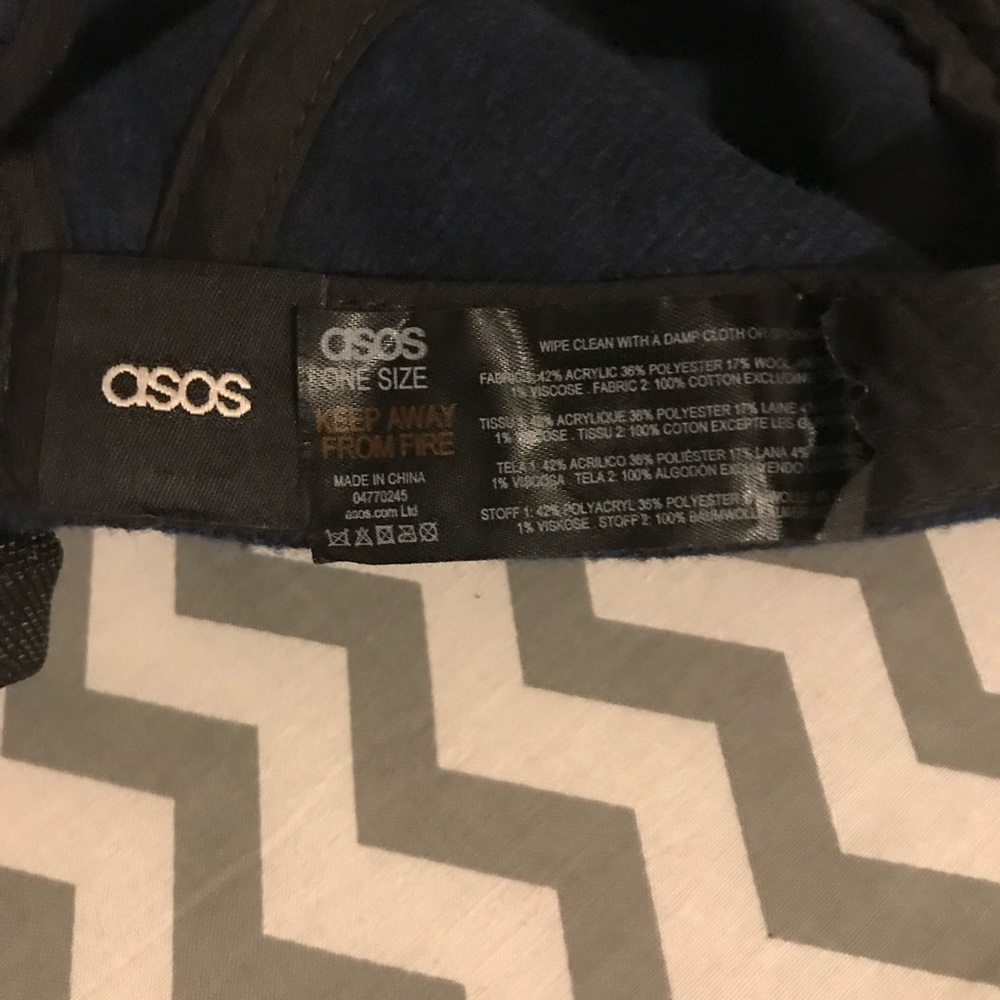 asos
asos
ONE SIZE
KEEP AWAY
FROM FIRE
MADE IN CHINA
04770245
asos.com Ltd
WIPE CLEAN WITH A DAMP CLOTH OR
42% ACRYLIC 36% POLYESTER 17% WOOL
1% VISCOSE . FABRIC 2: 100% COTTON EXCLUDING
ACRYLIQUE 36% POLYESTER 17% LAINE
1% TISSU 2: 100% COTON EXCEPTE LES
TELA 1: 42% ACRILICO 36% POLIÉSTER 17% LANA 4%
1% VISCOSA . TELA 2: 100% ALGODÓN EXCLUYENDO
STOFF 1: 42% POLYACRYL 36% POLYESTER
1% VISKOSE . STOFF 2: 100% BAUMWOLLE